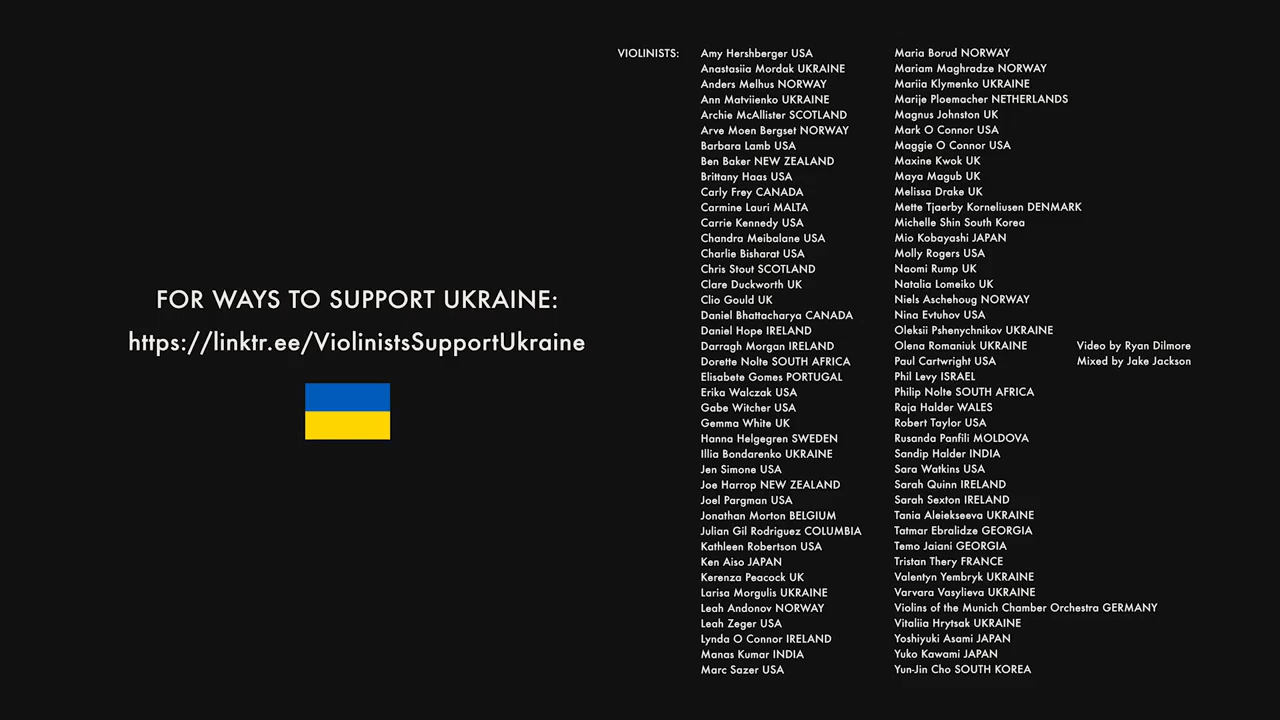 FOR WAYS TO SUPPORT UKRAINE:
https://linktr.ee/ViolinistsSupportUkraine
VIOLINISTS:
Amy Hershberger USA
Anastasiia Mordak UKRAINE
Anders Melhus NORWAY
Ann Matviienko UKRAINE
Archie McAllister SCOTLAND
Arve Moen Bergset NORWAY
Barbara Lamb USA
Ben Baker NEW ZEALAND
Brittany Haas USA
Carly Frey CANADA
Carmine Lauri MALTA
Carrie Kennedy USA
Chandra Meibalane USA
Charlie Bisharat USA
Chris Stout SCOTLAND
Clare Duckworth UK
Clio Gould UK
Daniel Bhattacharya CANADA
Daniel Hope IRELAND
Darragh Morgan IRELAND
Dorette Nolte SOUTH AFRICA
Elisabete Gomes PORTUGAL
Erika Walczak USA
Gabe Witcher USA
Gemma White UK
Hanna Helgegren SWEDEN
Illia Bondarenko UKRAINE
Jen Simone USA
Joe Harrop NEW ZEALAND
Joel Pargman USA
Jonathan Morton BELGIUM
Julian Gil Rodriguez COLUMBIA
Kathleen Robertson USA
Ken Aiso JAPAN
Kerenza Peacock UK
Larisa Morgulis UKRAINE
Leah Andonov NORWAY
Leah Zeger USA
Lynda O Connor IRELAND
Manas Kumar INDIA
Marc Sazer USA
Maria Borud NORWAY
Mariam Maghradze NORWAY
Mariia Klymenko UKRAINE
Marije Ploemacher NETHERLANDS
Magnus Johnston UK
Mark O Connor USA
Maggie O Connor USA
Maxine Kwok UK
Maya Magub UK
Melissa Drake UK
Mette Tjaerby Korneliusen DENMARK
Michelle Shin South Korea
Mio Kobayashi JAPAN
Molly Rogers USA
Naomi Rump UK
Natalia Lomeiko UK
Niels Aschehoug NORWAY
Nina Evtuhov USA
Oleksii Pshenychnikov UKRAINE
Olena Romaniuk UKRAINE
Paul Cartwright USA
Phil Levy ISRAEL
Philip Nolte SOUTH AFRICA
Raja Halder WALES
Robert Taylor USA
Rusanda Panfili MOLDOVA
Sandip Halder INDIA
Sara Watkins USA
Sarah Quinn IRELAND
Sarah Sexton IRELAND
Tania Aleiekseeva UKRAINE
Tatmar Ebralidze GEORGIA
Temo Jaiani GEORGIA
Tristan Thery FRANCE
Valentyn Yembryk UKRAINE
Varvara Vasylieva UKRAINE
Violins of the Munich Chamber Orchestra GERMANY
Vitaliia Hrytsak UKRAINE
Yoshiyuki Asami JAPAN
Yuko Kawami JAPAN
Yun-Jin Cho SOUTH KOREA
Video by Ryan Dilmore
Mixed by Jake Jackson